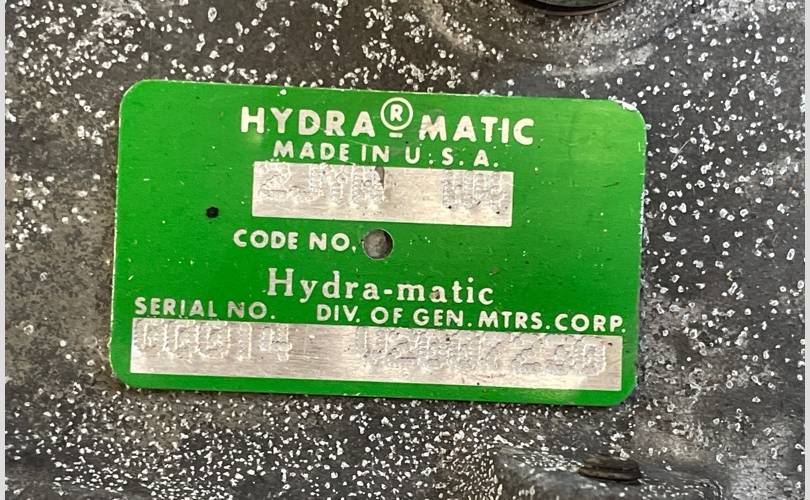 HYDRA®MATIC
MADE IN U.S.A.
CODE NO.
Hydra-matic
SERIAL NO. DIV. OF GEN. MTRS. CORP.